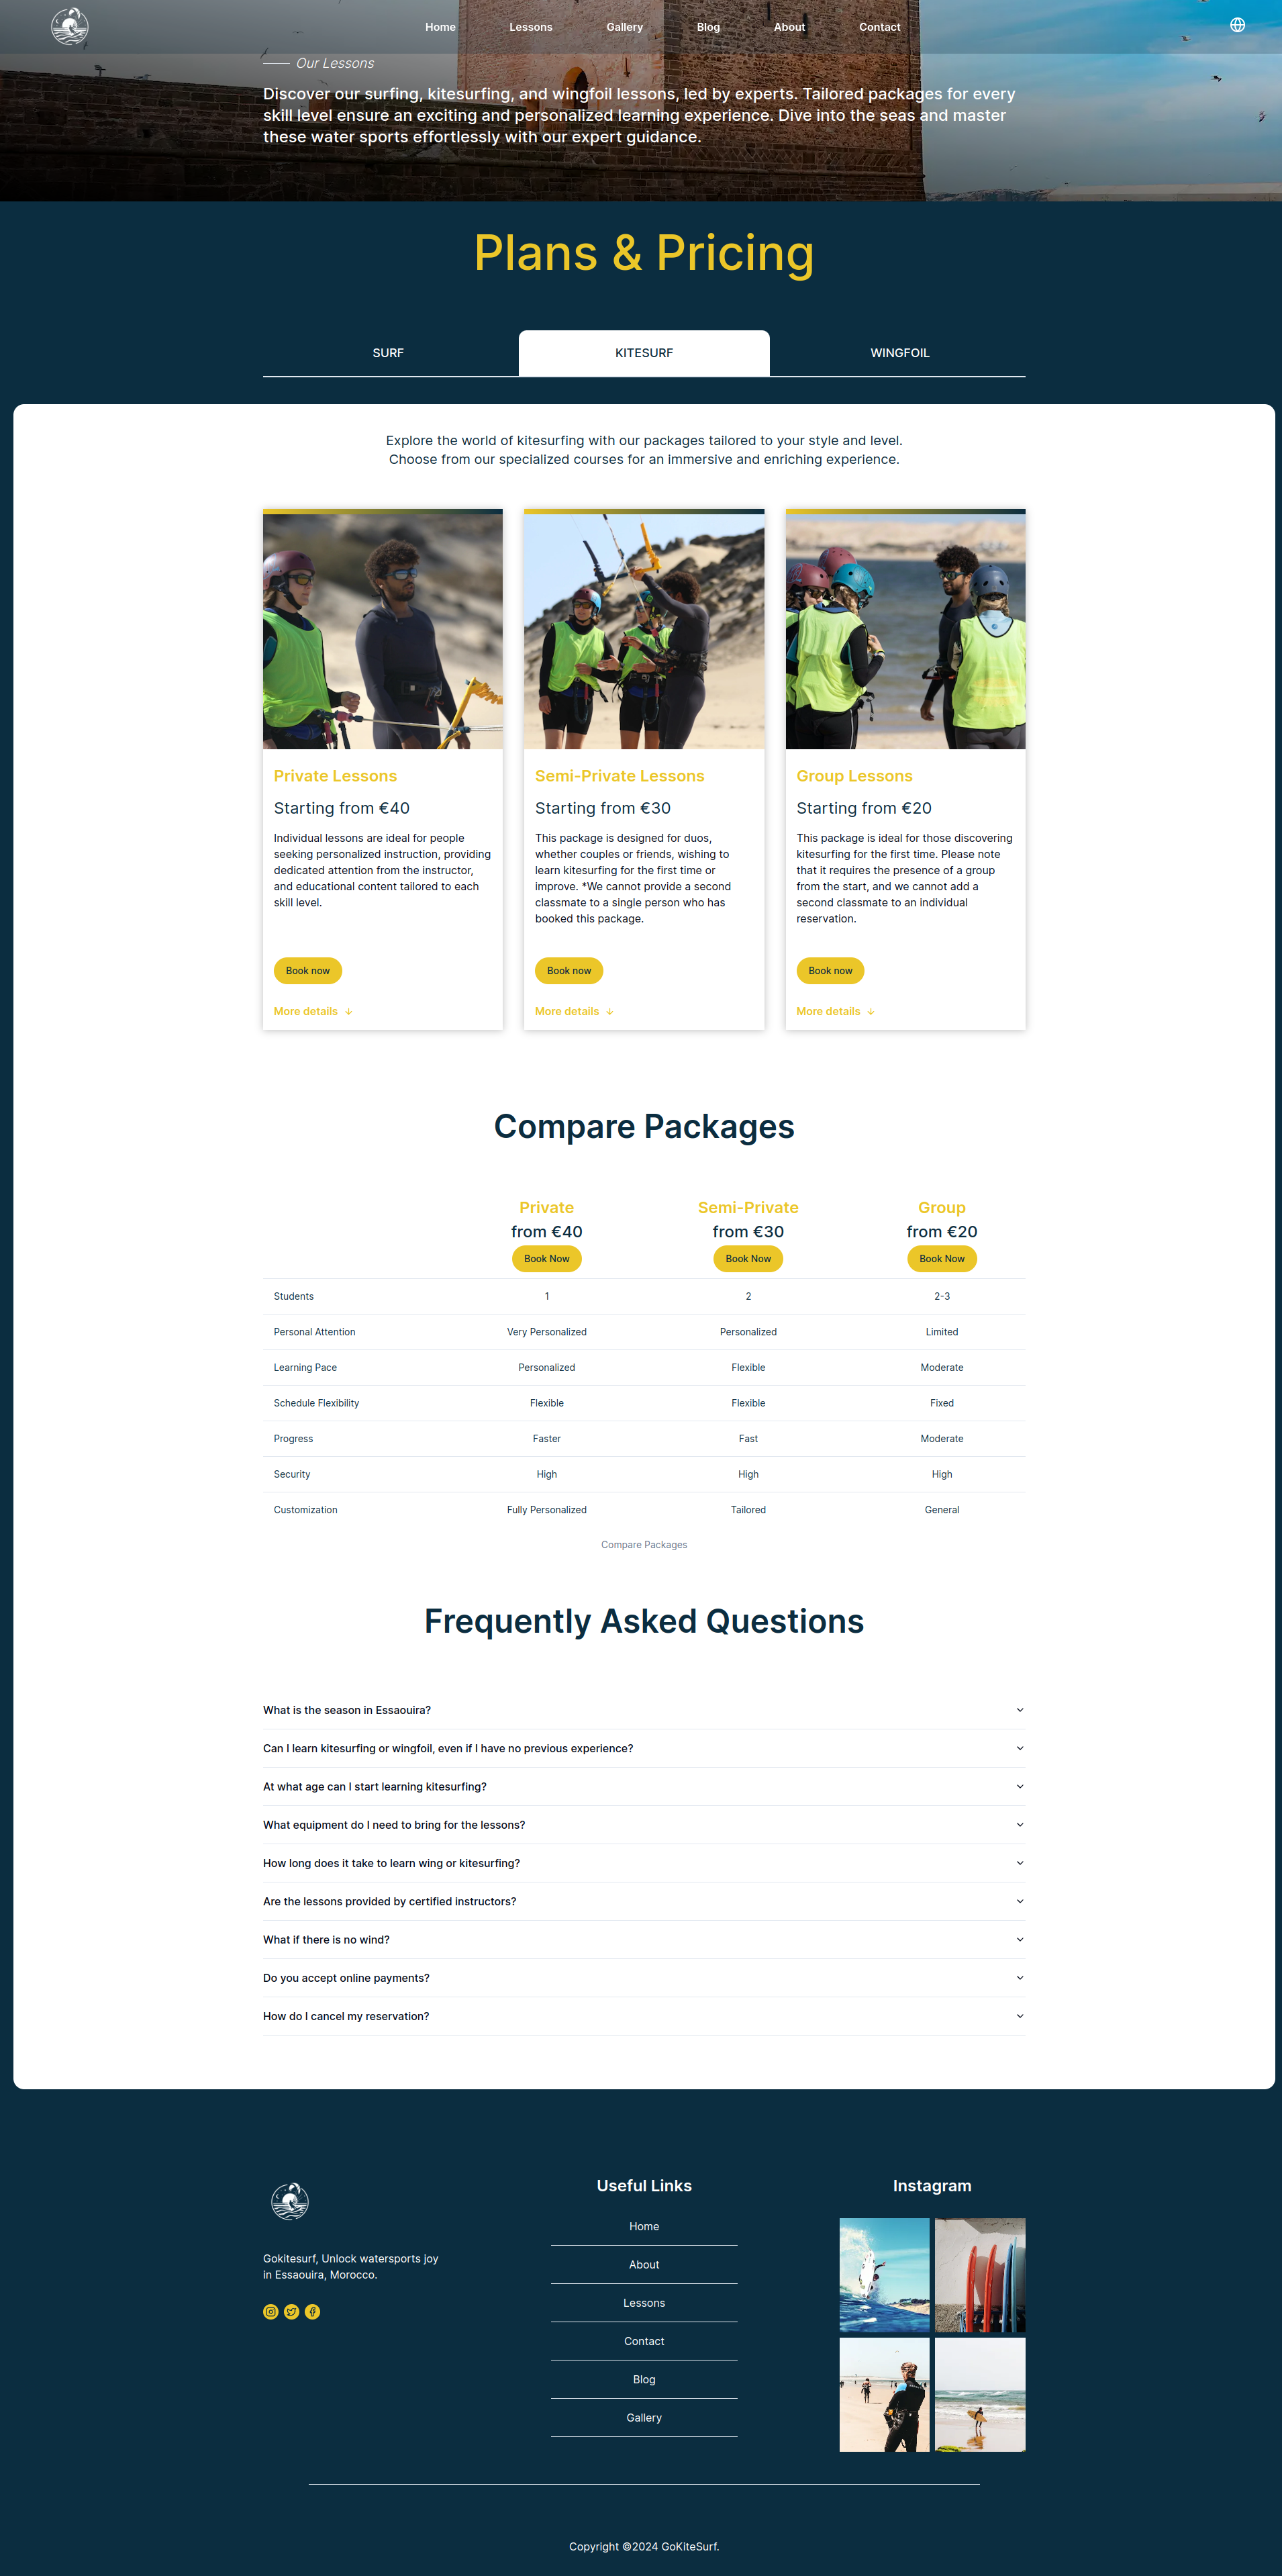 Home Lessons Gallery Blog About Contact
Our Lessons
Discover our surfing, kitesurfing, and wingfoil lessons, led by experts. Tailored packages for every
skill level ensure an exciting and personalized learning experience. Dive into the seas and master
these water sports effortlessly with our expert guidance.
Plans & Pricing
SURF KITESURF WINGFOIL
Explore the world of kitesurfing with our packages tailored to your style and level.
Choose from our specialized courses for an immersive and enriching experience.
Private Lessons
Starting from €40
Individual lessons are ideal for people
seeking personalized instruction, providing
dedicated attention from the instructor,
and educational content tailored to each
skill level.
Book now
More details ↓
Semi-Private Lessons
Starting from €30
This package is designed for duos,
whether couples or friends, wishing to
learn kitesurfing for the first time or
improve. *We cannot provide a second
classmate to a single person who has
booked this package.
Book now
More details ↓
Group Lessons
Starting from €20
This package is ideal for those discovering
kitesurfing for the first time. Please note
that it requires the presence of a group
from the start, and we cannot add a
second classmate to an individual
reservation.
Book now
More details ↓
Compare Packages
Private Semi-Private Group
from €40 from €30 from €20
Book Now Book Now Book Now
Students 1 2 2-3
Personal Attention Very Personalized Personalized Limited
Learning Pace Personalized Flexible Moderate
Schedule Flexibility Flexible Flexible Fixed
Progress Faster Fast Moderate
Security High High High
Customization Fully Personalized Tailored General
Compare Packages
Frequently Asked Questions
What is the season in Essaouira?
Can I learn kitesurfing or wingfoil, even if I have no previous experience?
At what age can I start learning kitesurfing?
What equipment do I need to bring for the lessons?
How long does it take to learn wing or kitesurfing?
Are the lessons provided by certified instructors?
What if there is no wind?
Do you accept online payments?
How do I cancel my reservation?
Gokitesurf, Unlock watersports joy
in Essaouira, Morocco.
Useful Links
Home
About
Lessons
Contact
Blog
Gallery
Instagram
Copyright ©2024 GoKiteSurf.